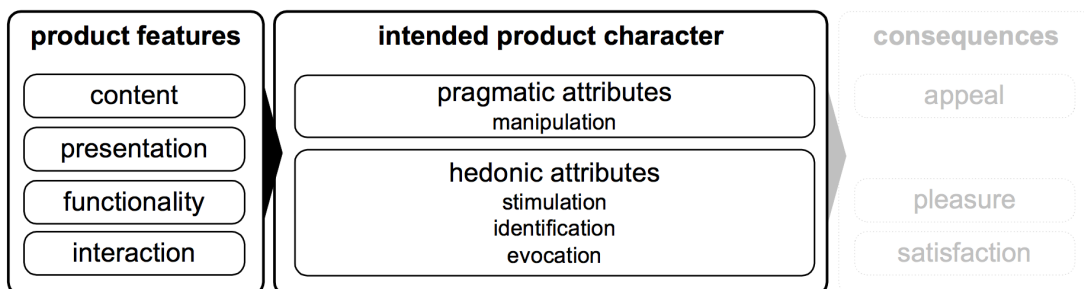 product features
content
presentation
functionality
interaction
intended product character
pragmatic attributes
manipulation
hedonic attributes
stimulation
identification
evocation
consequences
appeal
pleasure
satisfaction